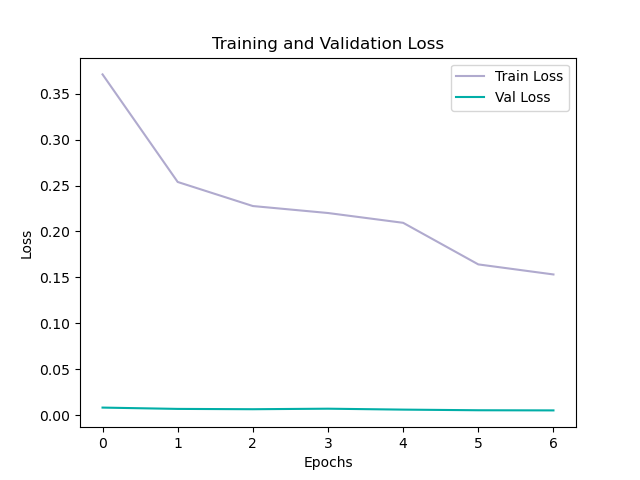 Training and Validation Loss
Train Loss
Val Loss
0.35
0.30
0.25
0.20
0.15
0.10
0.05
0.00
Loss
0 1 2 3 4 5 6
Epochs